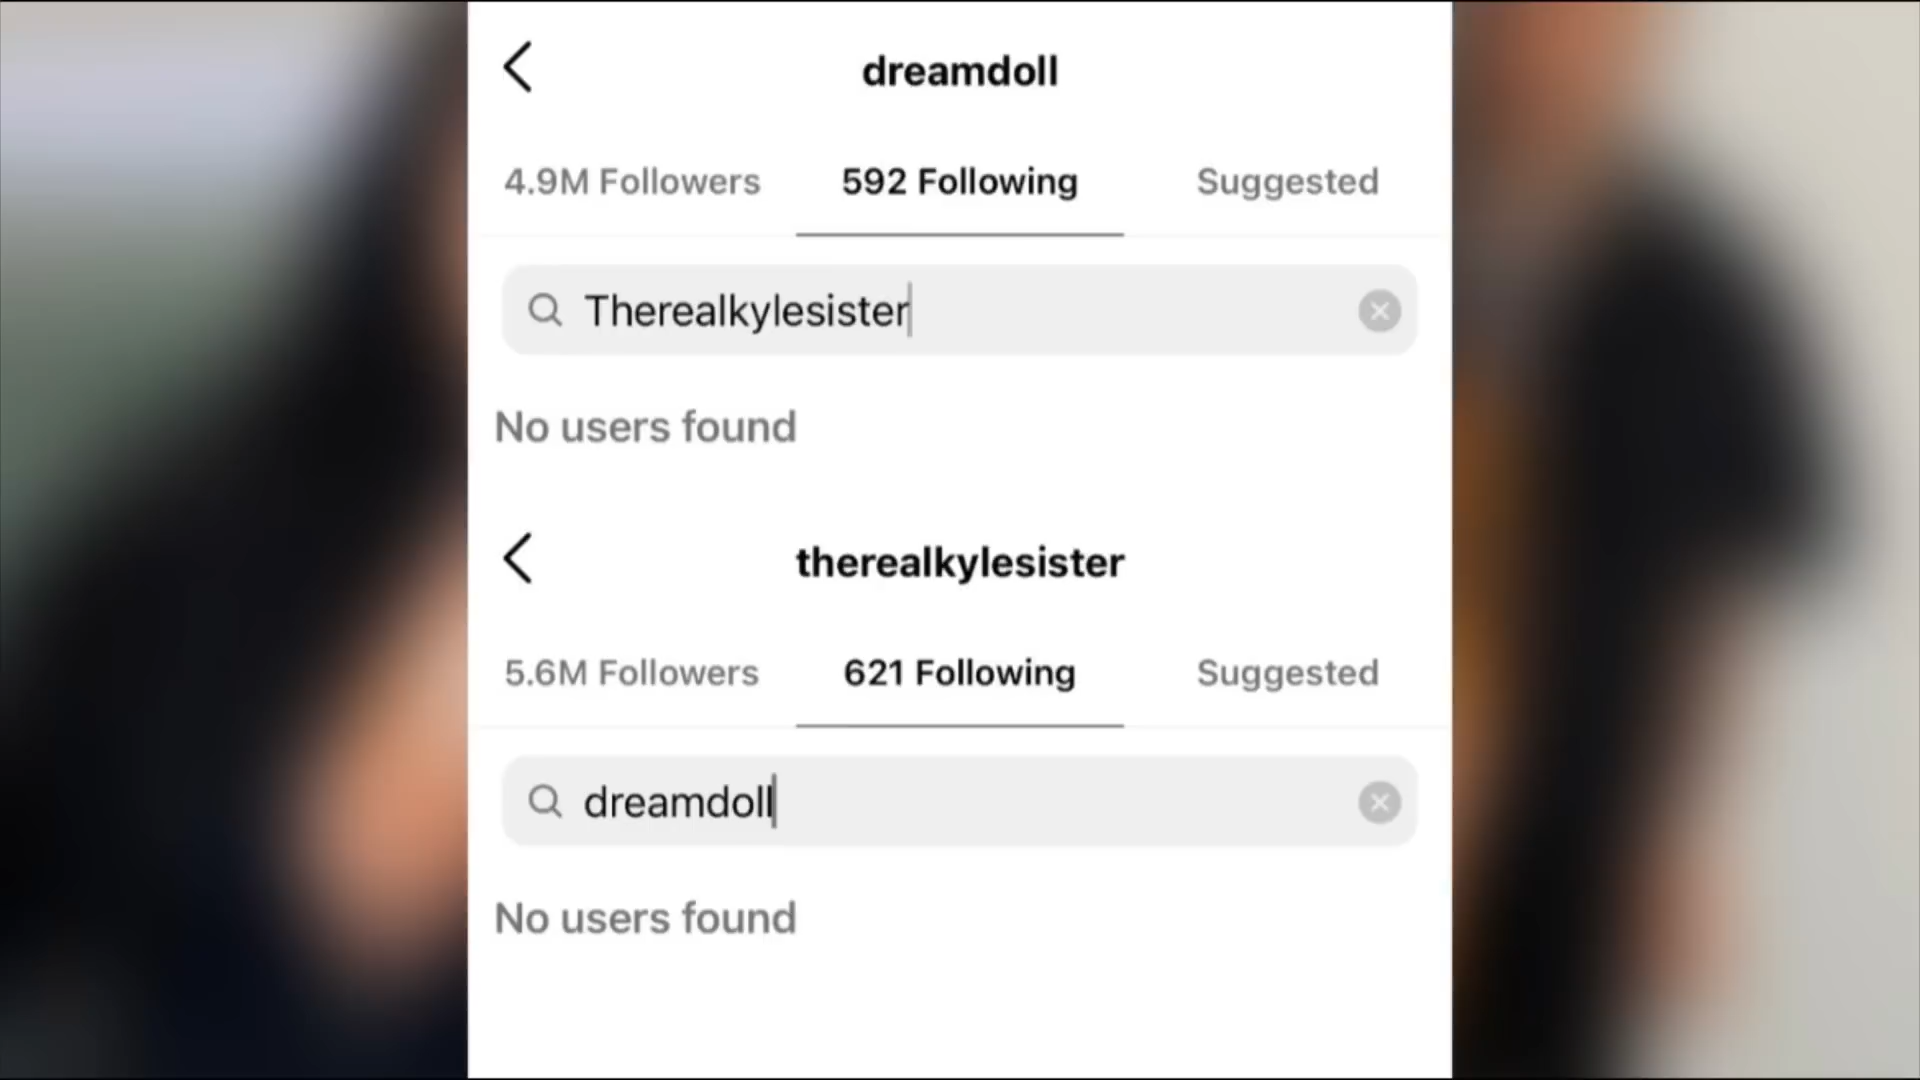 dreamdoll
4.9M Followers 592 Following Suggested
Therealkylesister
No users found
therealkylesister
5.6M Followers 621 Following Suggested
dreamdoll
No users found